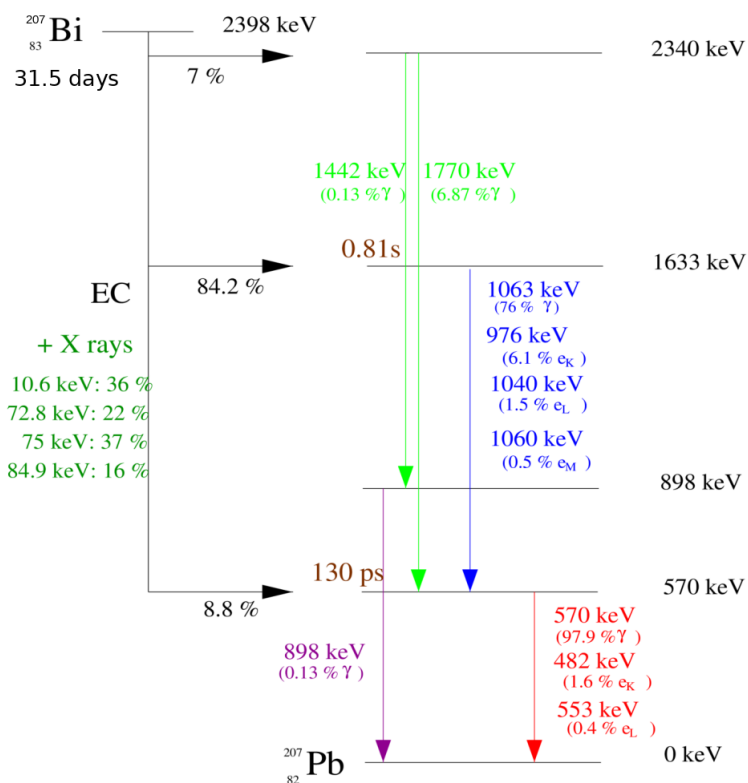 207
83 Bi
2398 keV
2340 keV
31.5 days
7 %
1442 keV
(0.13 %γ )
1770 keV
(6.87 %γ )
0.81s
1633 keV
EC
84.2 %
1063 keV
(76 % γ)
+ X rays
976 keV
(6.1 % eK )
10.6 keV: 36 %
1040 keV
(1.5 % eL )
72.8 keV: 22 %
75 keV: 37 %
1060 keV
(0.5 % eM )
84.9 keV: 16 %
898 keV
130 ps
570 keV
8.8 %
570 keV
(97.9 %γ )
898 keV
(0.13 %γ )
482 keV
(1.6 % eK )
553 keV
(0.4 % eL )
207
82 Pb
0 keV